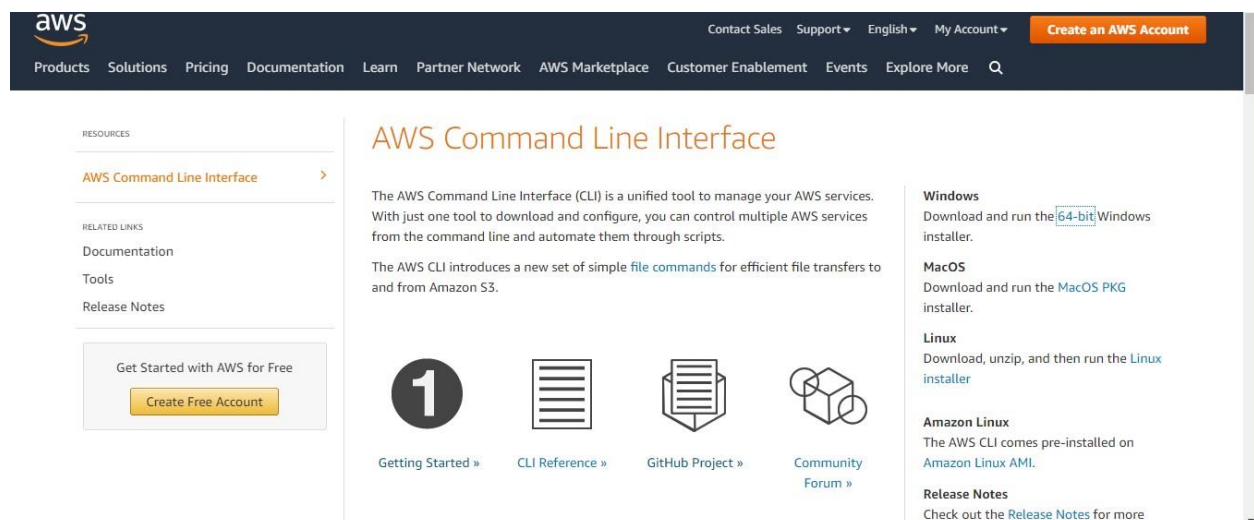 aws
Contact Sales Support English My Account Create an AWS Account
Products Solutions Pricing Documentation Learn Partner Network AWS Marketplace Customer Enablement Events Explore More
RESOURCES
AWS Command Line Interface
RELATED LINKS
Documentation
Tools
Release Notes
Get Started with AWS for Free
Create Free Account
AWS Command Line Interface
The AWS Command Line Interface (CLI) is a unified tool to manage your AWS services.
With just one tool to download and configure, you can control multiple AWS services
from the command line and automate them through scripts.
The AWS CLI introduces a new set of simple file commands for efficient file transfers to
and from Amazon S3.
1
Getting Started »
CLI Reference »
GitHub Project »
Community
Forum »
Windows
Download and run the 64-bit Windows
installer.
MacOS
Download and run the MacOS PKG
installer.
Linux
Download, unzip, and then run the Linux
installer
Amazon Linux
The AWS CLI comes pre-installed on
Amazon Linux AMI.
Release Notes
Check out the Release Notes for more